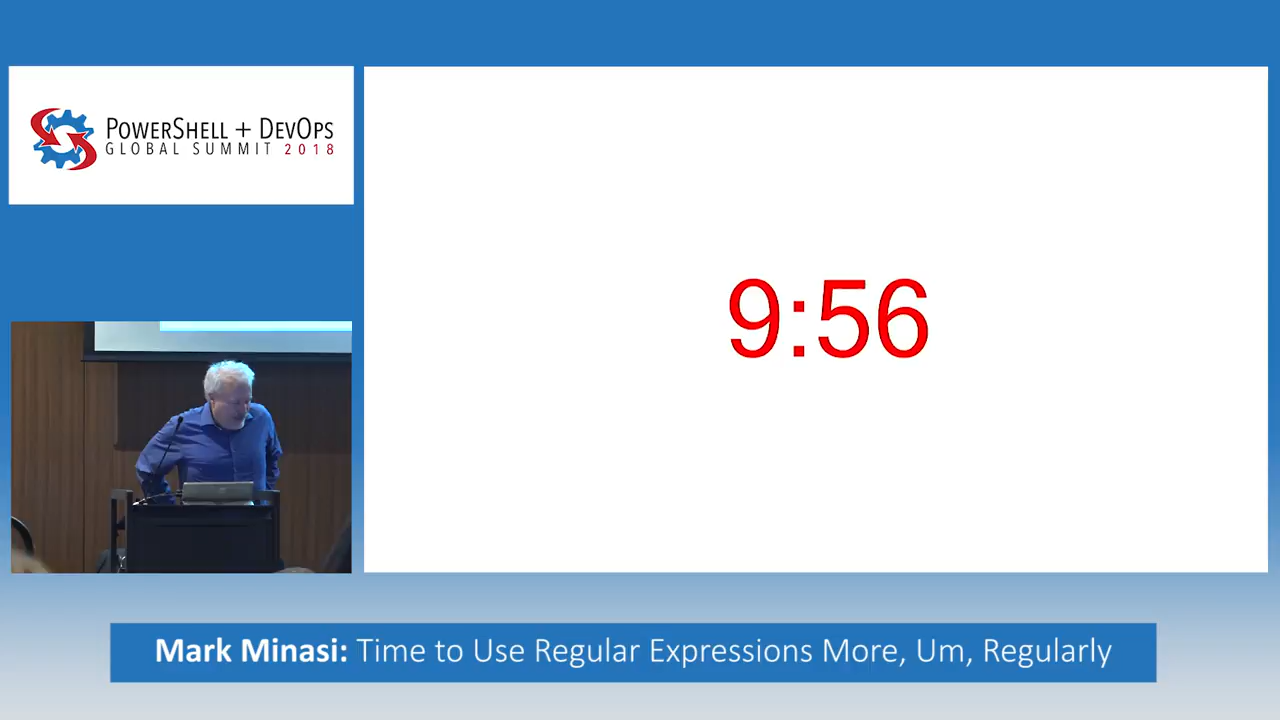 PowerShell + DevOps
Global Summit 2018
9:56
Mark Minasi: Time to Use Regular Expressions More, Um, Regularly